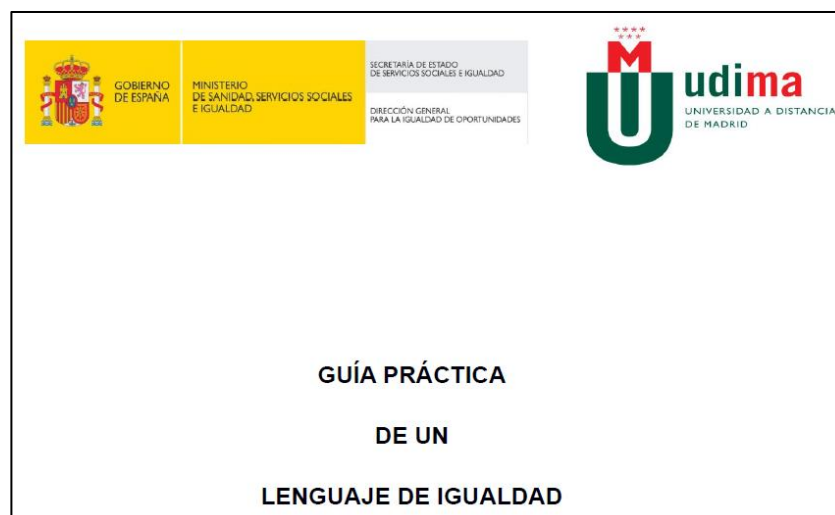 GOBIERNO
DE ESPAÑA
MINISTERIO
DE SANIDAD, SERVICIOS SOCIALES
E IGUALDAD
SECRETARÍA DE ESTADO
DE SERVICIOS SOCIALES E IGUALDAD
DIRECCIÓN GENERAL
PARA LA IGUALDAD DE OPORTUNIDADES
udima
UNIVERSIDAD A DISTANCIA
DE MADRID
GUÍA PRÁCTICA
DE UN
LENGUAJE DE IGUALDAD